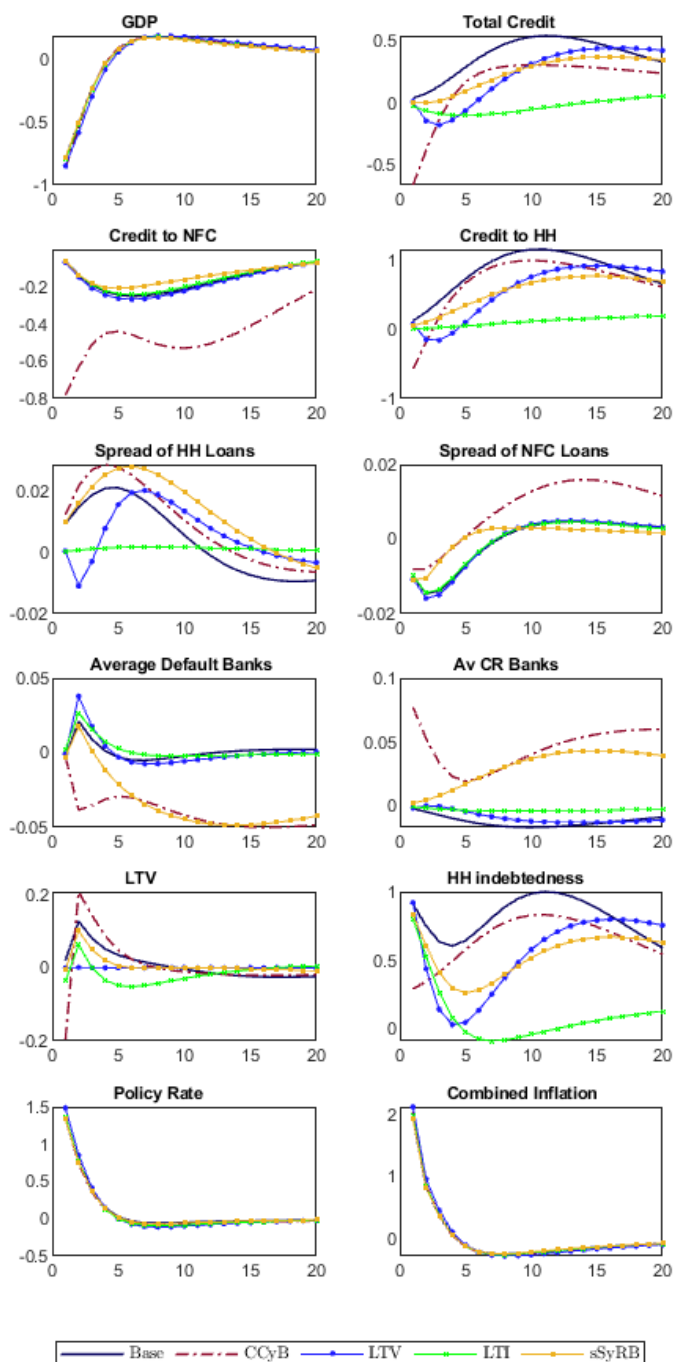 GDP
Total Credit
0
-0.5
-1
0 5 10 15 20
0.5
0
-0.5
0 5 10 15 20
Credit to NFC
Credit to HH
-0.2
-0.4
-0.6
-0.8
0 5 10 15 20
1
0
-1
0 5 10 15 20
Spread of HH Loans
Spread of NFC Loans
0.02
0
-0.02
0 5 10 15 20
0.02
0
-0.02
0 5 10 15 20
Average Default Banks
Av CR Banks
0.05
0
-0.05
0 5 10 15 20
0.1
0.05
0
0 5 10 15 20
LTV
HH indebtedness
0.2
0
-0.2
0 5 10 15 20
1
0.5
0
0 5 10 15 20
Policy Rate
Combined Inflation
1.5
1
0.5
0
-0.5
0 5 10 15 20
2
1
0
0 5 10 15 20
Base CCyB LTV LTI sSyRB